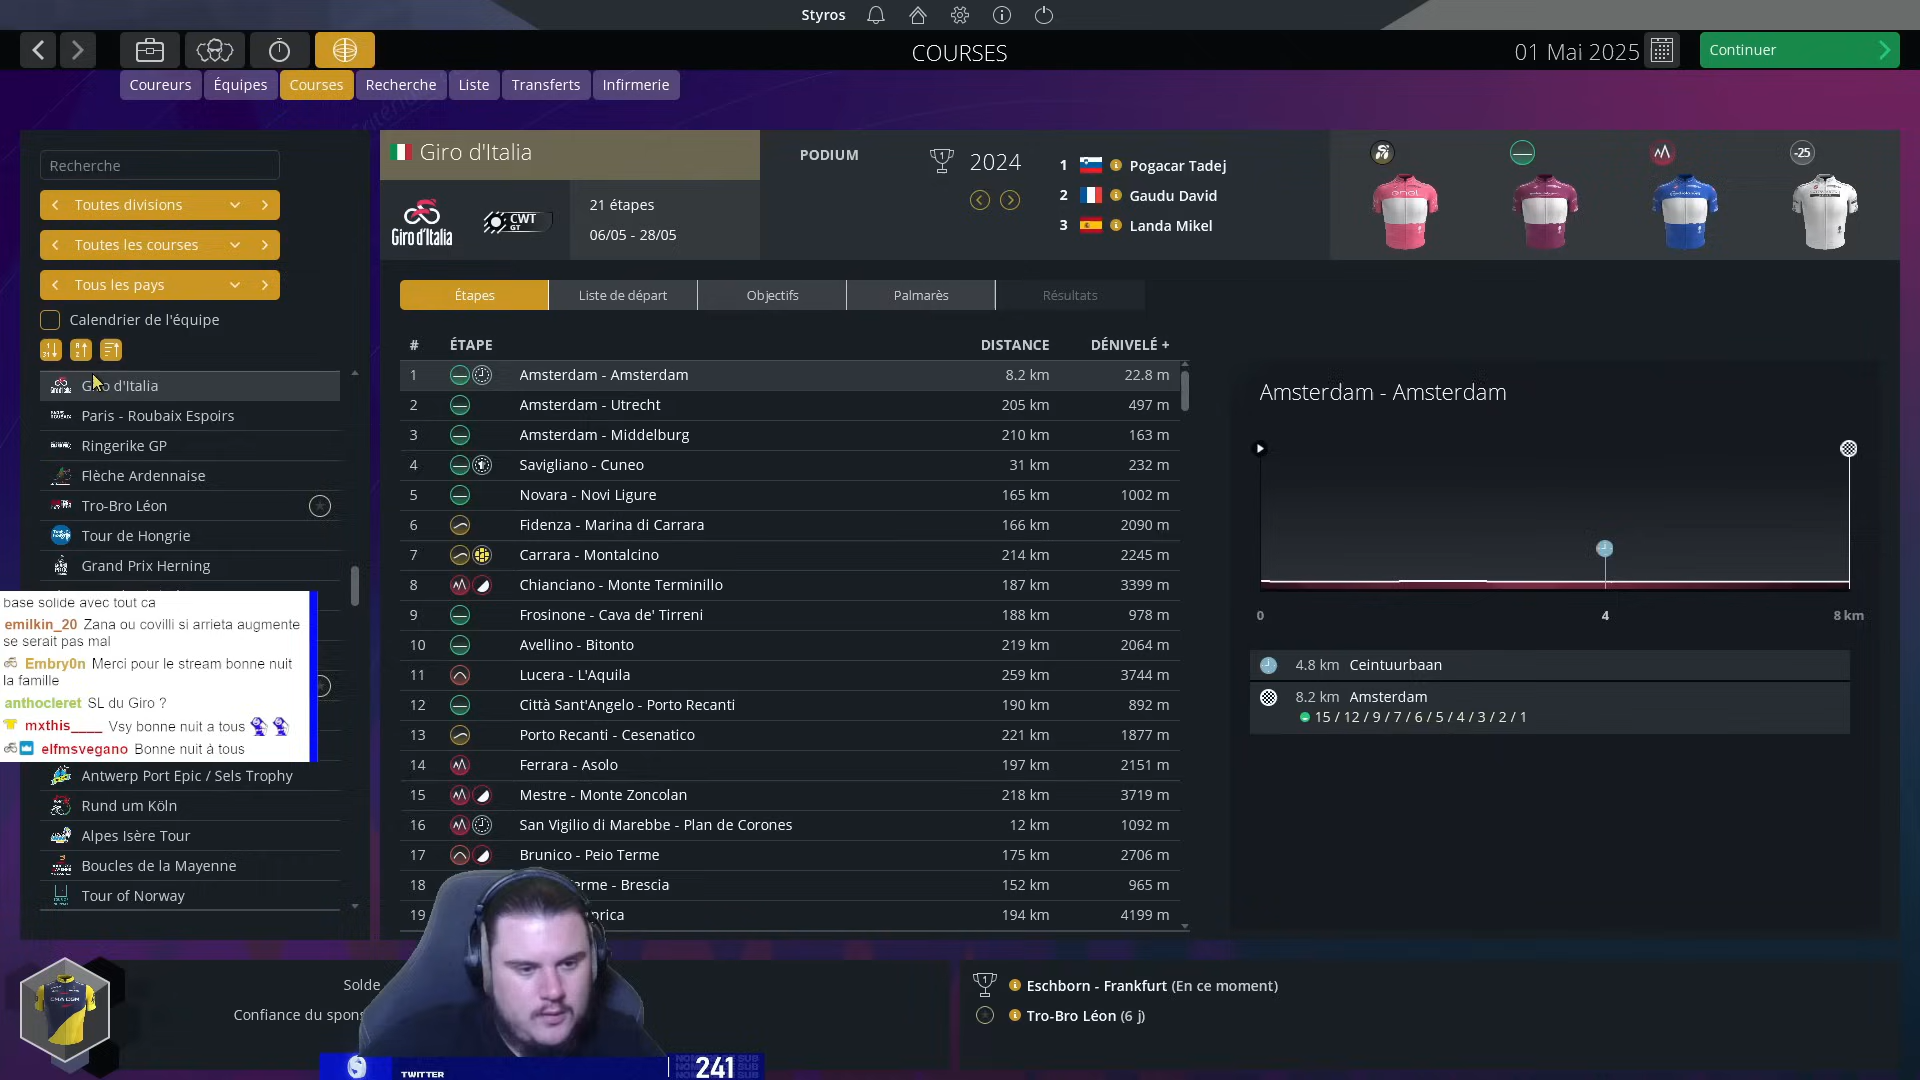 Styros
COURSES
01 Mai 2025
Continuer
Coureurs
Équipes
Courses
Recherche
Liste
Transferts
Infirmerie
Recherche
Toutes divisions
Toutes les courses
Tous les pays
Calendrier de l'équipe
Giro d'Italia
Paris - Roubaix Espoirs
Ringerike GP
Flèche Ardennaise
Tro-Bro Léon
Tour de Hongrie
Grand Prix Herning
base solide avec tout ca
emilkin_20 Zana ou covilli si arrieta augmente
se serait pas mal
Embry0n Merci pour le stream bonne nuit
la famille
anthocleret SL du Giro ?
mxthis____ Vsy bonne nuit a tous
elfmsvegano Bonne nuit à tous
Antwerp Port Epic / Sels Trophy
Rund um Köln
Alpes Isère Tour
Boucles de la Mayenne
Tour of Norway
Giro d'Italia
Giro d'Italia
CWT
GT
21 étapes
06/05 - 28/05
PODIUM
2024
1 Pogacar Tadej
2 Gaudu David
3 Landa Mikel
-25
Étapes
Liste de départ
Objectifs
Palmarès
Résultats
# ÉTAPE DISTANCE DÉNIVELÉ +
1 Amsterdam - Amsterdam 8.2 km 22.8 m
2 Amsterdam - Utrecht 205 km 497 m
3 Amsterdam - Middelburg 210 km 163 m
4 Savigliano - Cuneo 31 km 232 m
5 Novara - Novi Ligure 165 km 1002 m
6 Fidenza - Marina di Carrara 166 km 2090 m
7 Carrara - Montalcino 214 km 2245 m
8 Chianciano - Monte Terminillo 187 km 3399 m
9 Frosinone - Cava de' Tirreni 188 km 978 m
10 Avellino - Bitonto 219 km 2064 m
11 Lucera - L'Aquila 259 km 3744 m
12 Città Sant'Angelo - Porto Recanti 190 km 892 m
13 Porto Recanti - Cesenatico 221 km 1877 m
14 Ferrara - Asolo 197 km 2151 m
15 Mestre - Monte Zoncolan 218 km 3719 m
16 San Vigilio di Marebbe - Plan de Corones 12 km 1092 m
17 Brunico - Peio Terme 175 km 2706 m
18 erme - Brescia 152 km 965 m
19 prica 194 km 4199 m
Amsterdam - Amsterdam
0 4 8 km
4.8 km Ceintuurbaan
8.2 km Amsterdam
15 / 12 / 9 / 7 / 6 / 5 / 4 / 3 / 2 / 1
Solde
Confiance du spons
CMA CGM
Eschborn - Frankfurt (En ce moment)
Tro-Bro Léon (6 j)
TWITTER
241